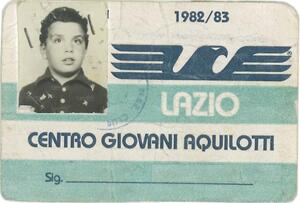 1982/83
LAZIO
CENTRO GIOVANI AQUILOTTI
Sig.